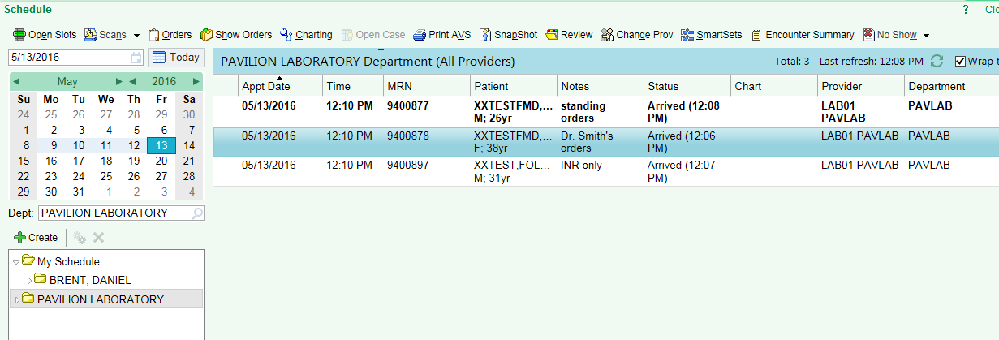 Schedule
? Clo
Open Slots Scans Orders Show Orders Charting Open Case Print AVS SnapShot Review Change Prov SmartSets Encounter Summary No Show
5/13/2016 Today
PAVILION LABORATORY Department (All Providers) Total: 3 Last refresh: 12:08 PM Wrap t
May 2016
Su Mo Tu We Th Fr Sa
24 25 26 27 28 29 30
1 2 3 4 5 6 7
8 9 10 11 12 13 14
15 16 17 18 19 20 21
22 23 24 25 26 27 28
29 30 31 1 2 3 4
Dept: PAVILION LABORATORY
Create
My Schedule
BRENT, DANIEL
PAVILION LABORATORY
Appt Date Time MRN Patient Notes Status Chart Provider Department
05/13/2016 12:10 PM 9400877 XXTESTFMD,... standing Arrived (12:08 LAB01 PAVLAB
M; 26yr orders PM) PAVLAB
05/13/2016 12:10 PM 9400878 XXTESTFMD,... Dr. Smith's Arrived (12:06 LAB01 PAVLAB PAVLAB
F; 38yr orders PM)
05/13/2016 12:10 PM 9400897 XXTEST,FOL... INR only Arrived (12:07 LAB01 PAVLAB PAVLAB
M; 31yr PM)